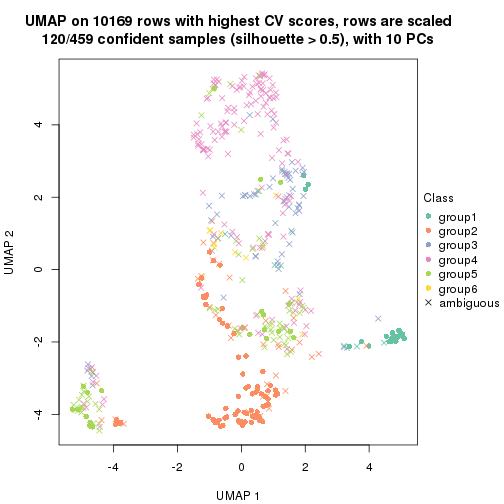 UMAP on 10169 rows with highest CV scores, rows are scaled
120/459 confident samples (silhouette > 0.5), with 10 PCs
4
2
0
-2
-4
UMAP 2
-4
-2
0
2
4
UMAP 1
Class
group1
group2
group3
group4
group5
group6
ambiguous